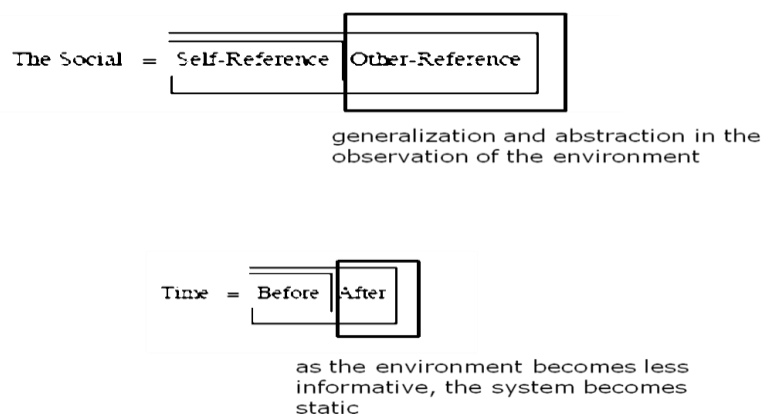 The Social = Self-Reference Other-Reference
generalization and abstraction in the
observation of the environment
Time = Before After
as the environment becomes less
informative, the system becomes
static